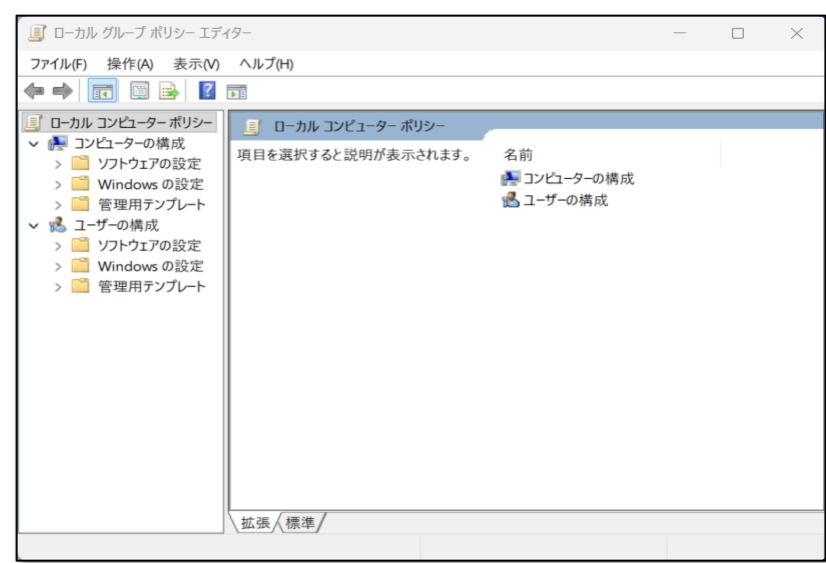 ローカル グループ ポリシー エディター
ファイル(F) 操作(A) 表示(V) ヘルプ(H)
ローカル コンピューター ポリシー
コンピューターの構成
ソフトウェアの設定
Windows の設定
管理用テンプレート
ユーザーの構成
ソフトウェアの設定
Windows の設定
管理用テンプレート
ローカル コンピューター ポリシー
項目を選択すると説明が表示されます。
名前
コンピューターの構成
ユーザーの構成
拡張 標準